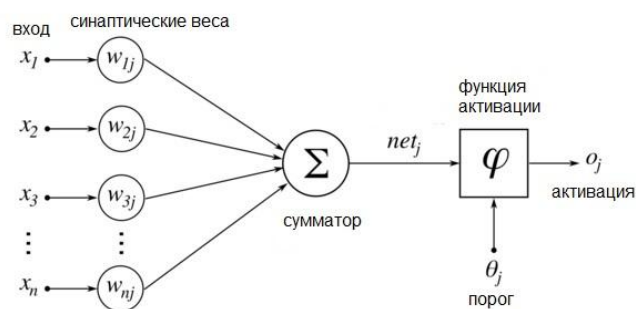 вход
синаптические веса
x₁
w₁ⱼ
x₂
w₂ⱼ
x₃
w₃ⱼ
xₙ
wₙⱼ
Σ
сумматор
netⱼ
функция
активации
φ
oⱼ
активация
θⱼ
порог